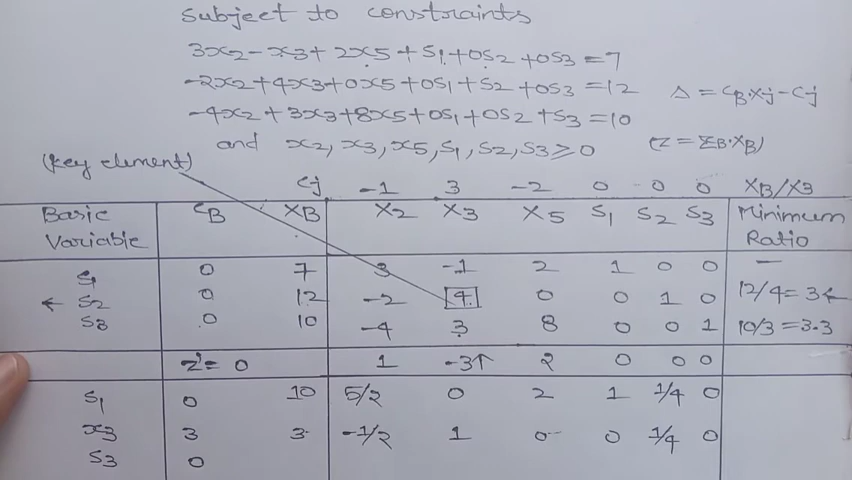 Subject to constraints
3x2 - x3 + 2x5 + S1 + 0S2 + 0S3 = 7
-2x2 + 4x3 + 0x5 + 0S1 + S2 + 0S3 = 12
Δ = CB.Xj - Cj
-4x2 + 3x3 + 8x5 + 0S1 + 0S2 + S3 = 10
and x2, x3, x5, S1, S2, S3 ≥ 0
(Z = ΣB.XB)
(key element)
Cj -1 3 -2 0 0 0 XB/X3
Basic Variable CB XB X2 X3 X5 S1 S2 S3 Minimum Ratio
S1 0 7 3 -1 2 1 0 0 —
← S2 0 12 -2 4 0 0 1 0 12/4 = 3 ←
S3 0 10 -4 3 8 0 0 1 10/3 = 3.3
Z = 0 1 -3↑ 2 0 0 0
S1 0 10 5/2 0 2 1 1/4 0
x3 3 3 -1/2 1 0 0 1/4 0
S3 0